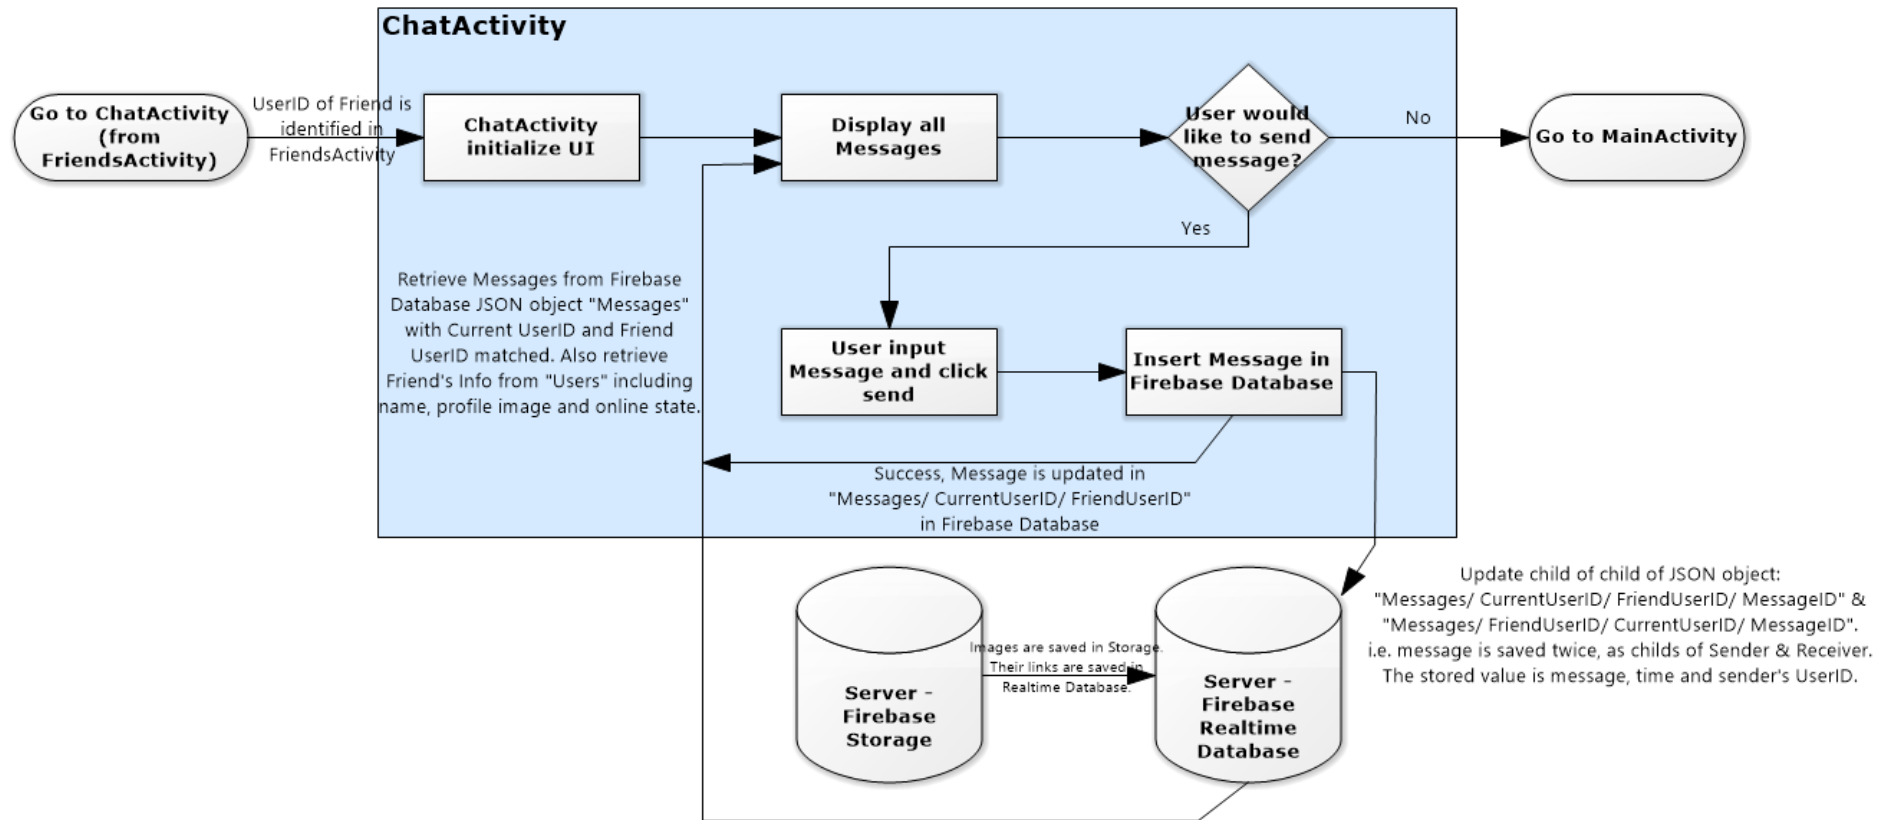 ChatActivity
Go to ChatActivity
(from
FriendsActivity)
UserID of Friend is
identified in
FriendsActivity
ChatActivity
initialize UI
Display all
Messages
User would
like to send
message?
No
Go to MainActivity
Yes
Retrieve Messages from Firebase
Database JSON object "Messages"
with Current UserID and Friend
UserID matched. Also retrieve
Friend's Info from "Users" including
name, profile image and online state.
User input
Message and click
send
Insert Message in
Firebase Database
Success, Message is updated in
"Messages/ CurrentUserID/ FriendUserID"
in Firebase Database
Server -
Firebase
Storage
Images are saved in Storage.
Their links are saved in
Realtime Database.
Server -
Firebase
Realtime
Database
Update child of child of JSON object:
"Messages/ CurrentUserID/ FriendUserID/ MessageID" &
"Messages/ FriendUserID/ CurrentUserID/ MessageID".
i.e. message is saved twice, as childs of Sender & Receiver.
The stored value is message, time and sender's UserID.